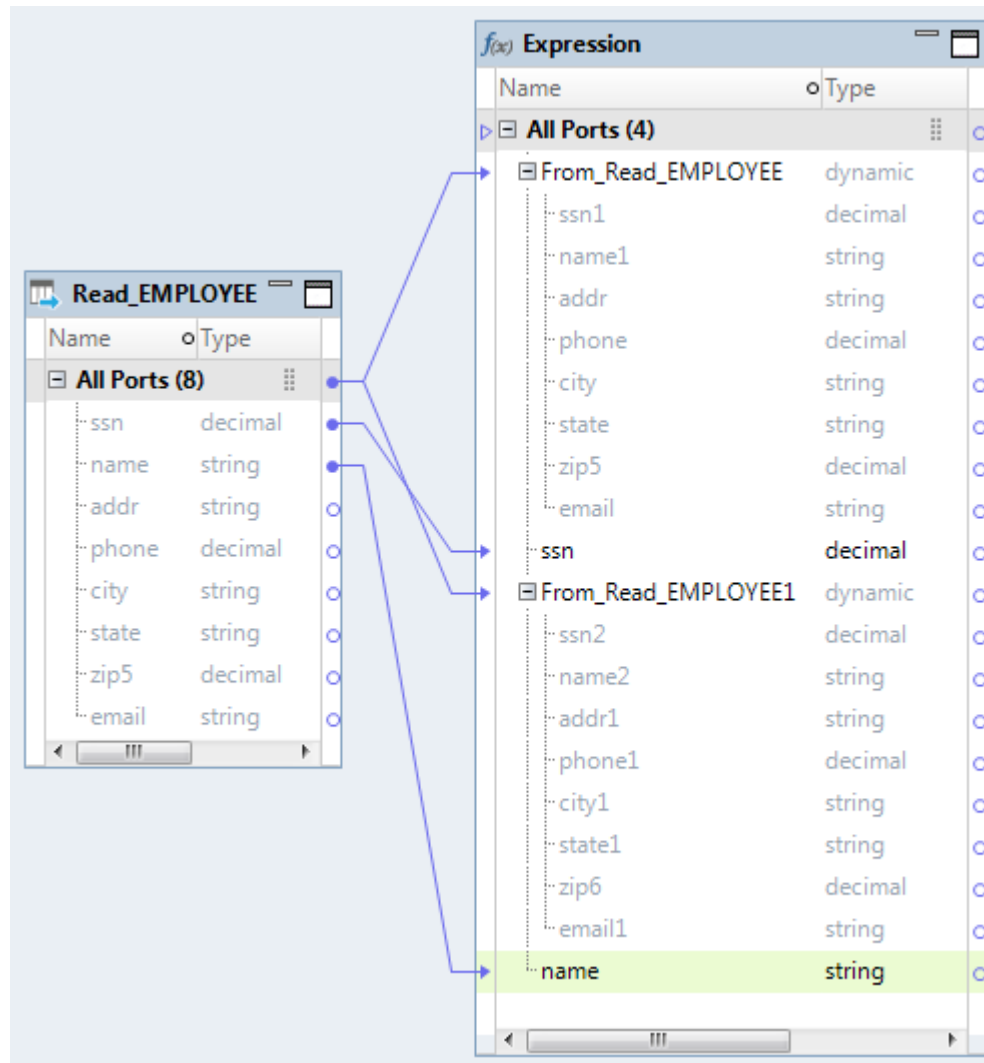 f(x) Expression
Name Type
All Ports (4)
From_Read_EMPLOYEE dynamic
ssn1 decimal
name1 string
addr string
phone decimal
city string
state string
zip5 decimal
email string
ssn decimal
From_Read_EMPLOYEE1 dynamic
ssn2 decimal
name2 string
addr1 string
phone1 decimal
city1 string
state1 string
zip6 decimal
email1 string
name string
Read_EMPLOYEE
Name Type
All Ports (8)
ssn decimal
name string
addr string
phone decimal
city string
state string
zip5 decimal
email string